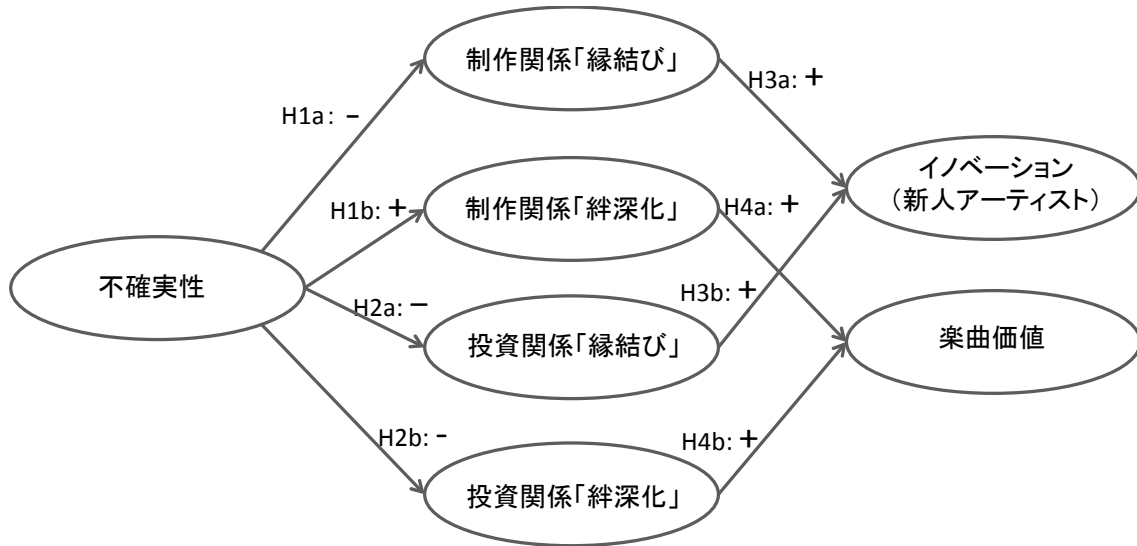 制作関係「縁結び」
H3a: +
H1a: -
イノベーション
（新人アーティスト）
H1b: +
制作関係「絆深化」
H4a: +
不確実性
H2a: -
H3b: +
投資関係「縁結び」
楽曲価値
H2b: -
H4b: +
投資関係「絆深化」